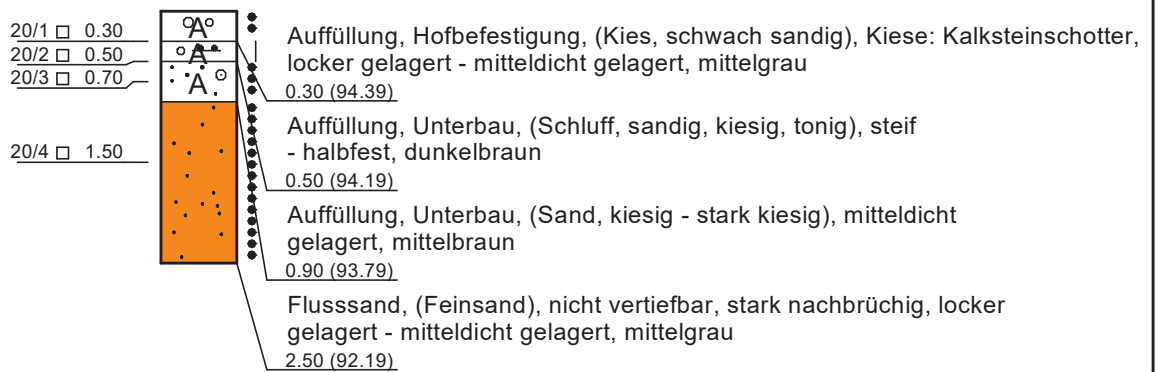 20/1 □ 0.30
20/2 □ 0.50
20/3 □ 0.70
20/4 □ 1.50
A
A
A
Auffüllung, Hofbefestigung, (Kies, schwach sandig), Kiese: Kalksteinschotter,
locker gelagert - mitteldicht gelagert, mittelgrau
0.30 (94.39)
Auffüllung, Unterbau, (Schluff, sandig, kiesig, tonig), steif
- halbfest, dunkelbraun
0.50 (94.19)
Auffüllung, Unterbau, (Sand, kiesig - stark kiesig), mitteldicht
gelagert, mittelbraun
0.90 (93.79)
Flusssand, (Feinsand), nicht vertiefbar, stark nachbrüchig, locker
gelagert - mitteldicht gelagert, mittelgrau
2.50 (92.19)